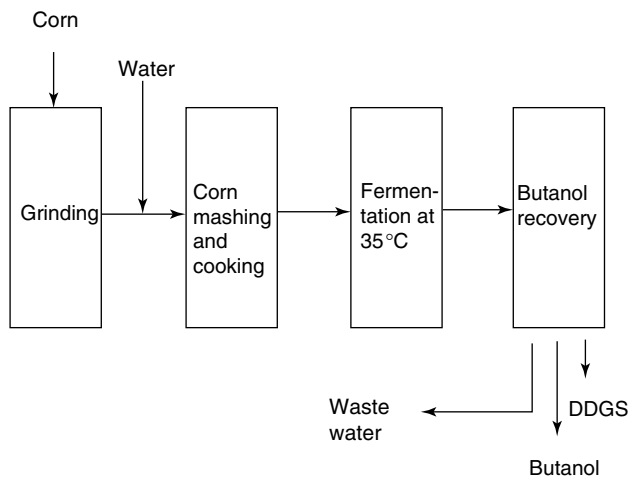 Corn
Water
Grinding
Corn
mashing
and
cooking
Fermen-
tation at
35°C
Butanol
recovery
Waste
water
DDGS
Butanol